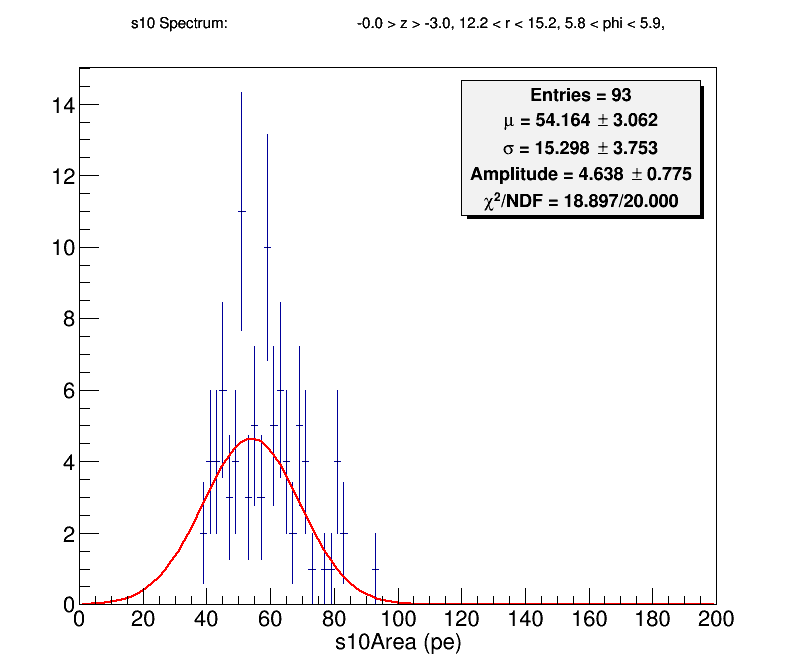 s10 Spectrum: -0.0 > z > -3.0, 12.2 < r < 15.2, 5.8 < phi < 5.9,
Entries = 93
μ = 54.164 ± 3.062
σ = 15.298 ± 3.753
Amplitude = 4.638 ± 0.775
χ²/NDF = 18.897/20.000
14
12
10
8
6
4
2
0
0 20 40 60 80 100 120 140 160 180 200
s10Area (pe)